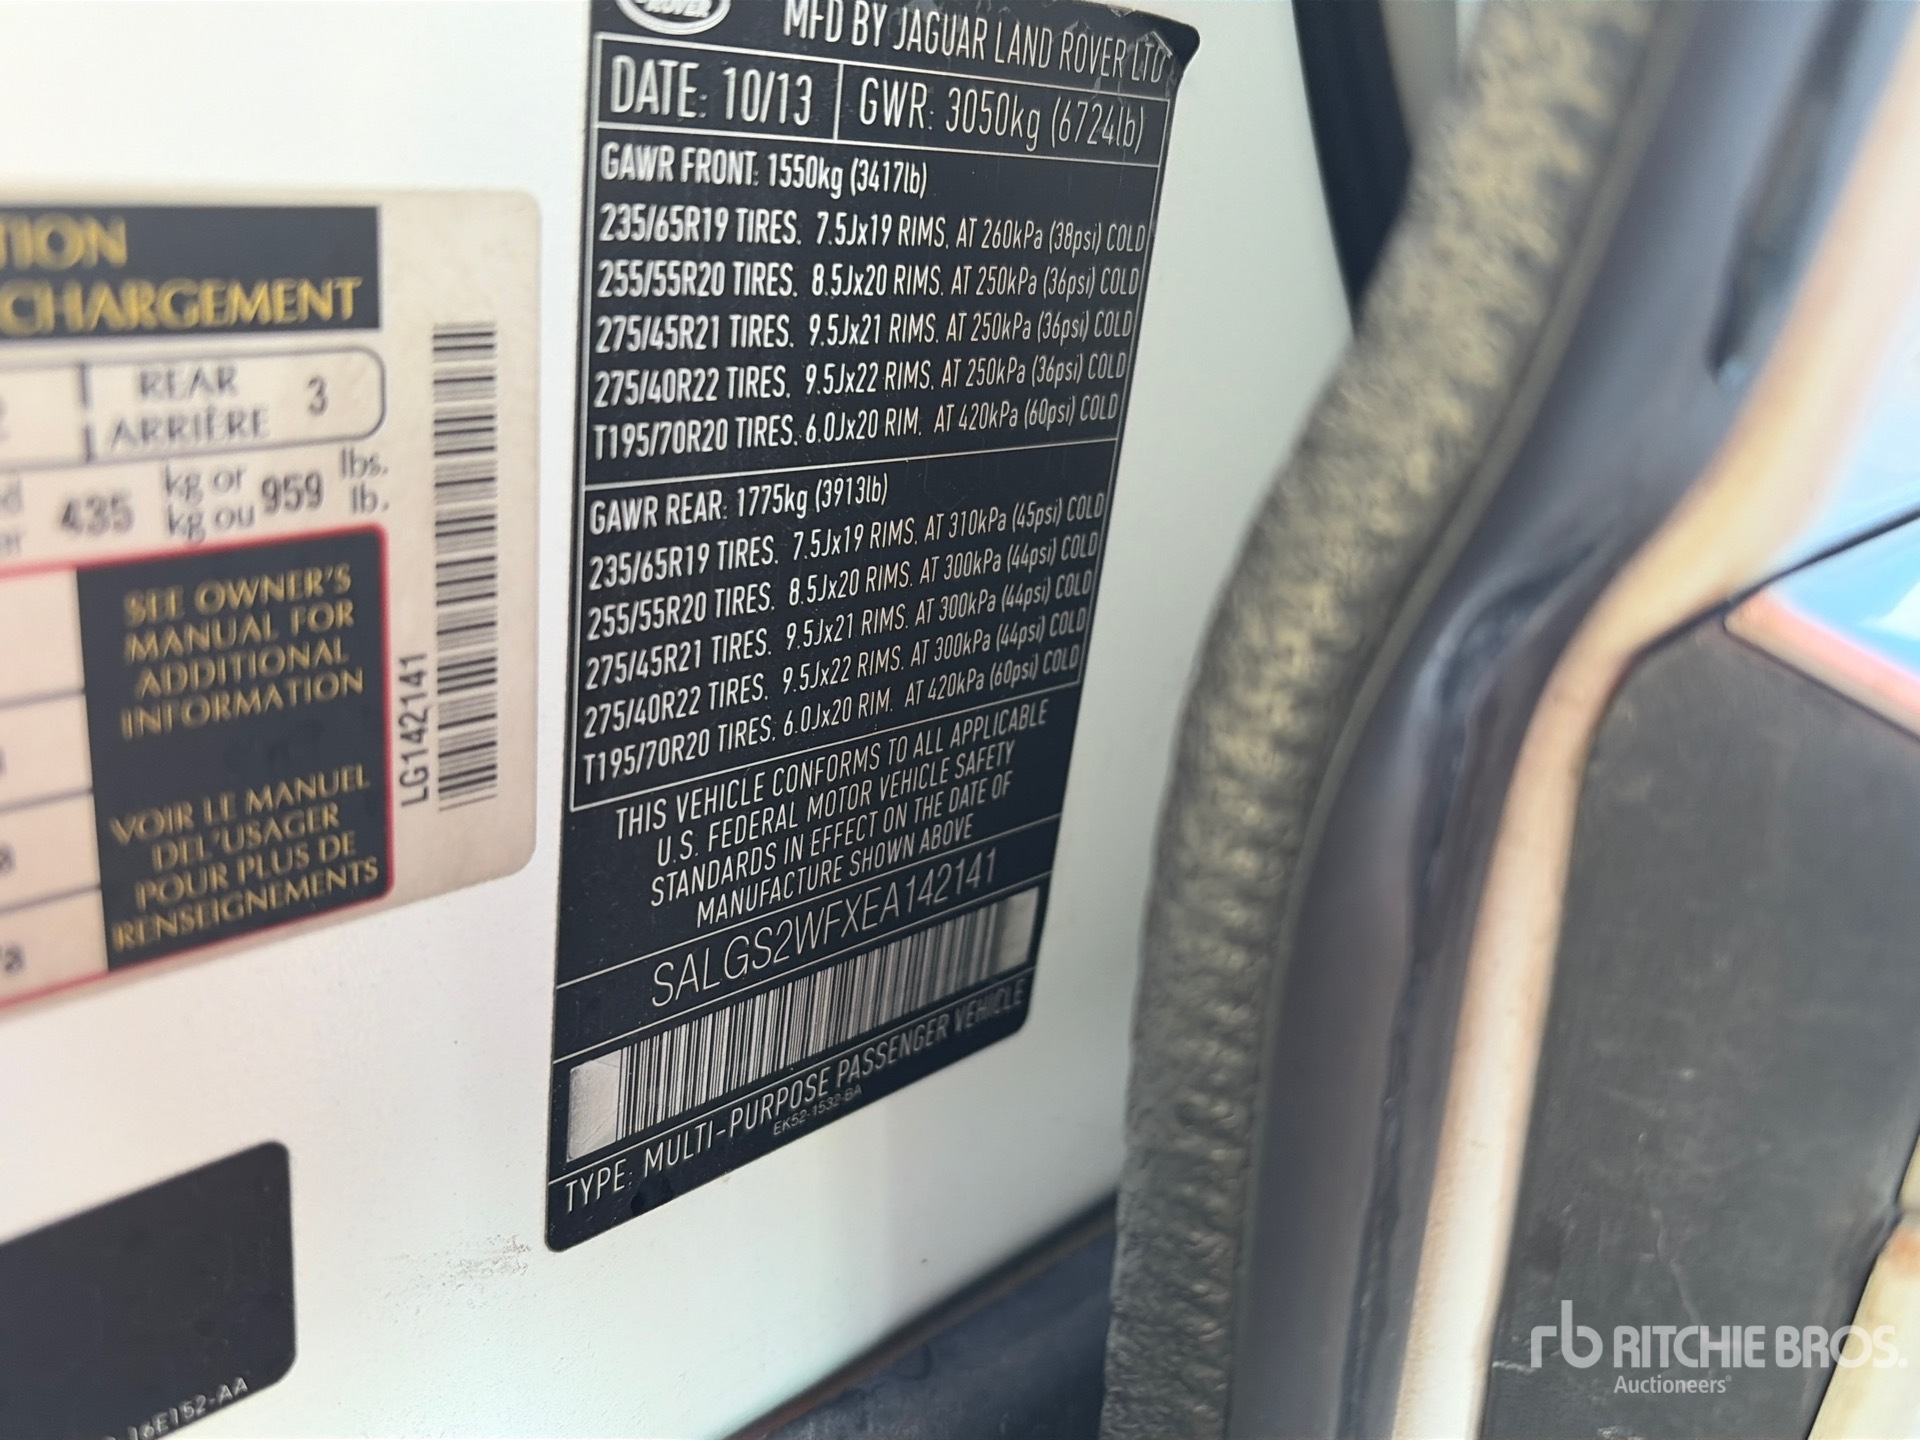 ROVER
MFD BY JAGUAR LAND ROVER LTD
DATE: 10/13 GWR: 3050kg (6724lb)
GAWR FRONT: 1550kg (3417lb)
235/65R19 TIRES. 7.5Jx19 RIMS. AT 260kPa (38psi) COLD
255/55R20 TIRES. 8.5Jx20 RIMS. AT 250kPa (36psi) COLD
275/45R21 TIRES. 9.5Jx21 RIMS. AT 250kPa (36psi) COLD
275/40R22 TIRES. 9.5Jx22 RIMS. AT 250kPa (36psi) COLD
T195/70R20 TIRES. 6.0Jx20 RIM. AT 420kPa (60psi) COLD
GAWR REAR: 1775kg (3913lb)
235/65R19 TIRES. 7.5Jx19 RIMS. AT 310kPa (45psi) COLD
255/55R20 TIRES. 8.5Jx20 RIMS. AT 300kPa (44psi) COLD
275/45R21 TIRES. 9.5Jx21 RIMS. AT 300kPa (44psi) COLD
275/40R22 TIRES. 9.5Jx22 RIMS. AT 300kPa (44psi) COLD
T195/70R20 TIRES. 6.0Jx20 RIM. AT 420kPa (60psi) COLD
THIS VEHICLE CONFORMS TO ALL APPLICABLE
U.S. FEDERAL MOTOR VEHICLE SAFETY
STANDARDS IN EFFECT ON THE DATE OF
MANUFACTURE SHOWN ABOVE
SALGS2WFXEA142141
TYPE: MULTI-PURPOSE PASSENGER VEHICLE
EK52-1532-BA
TION
CHARGEMENT
REAR
ARRIÈRE 3
435 kg or 959 lbs.
kg ou lb.
SEE OWNER'S
MANUAL FOR
ADDITIONAL
INFORMATION
VOIR LE MANUEL
DEL'USAGER
POUR PLUS DE
RENSEIGNEMENTS
LG142141
16E152-AA
rb RITCHIE BROS.
Auctioneers